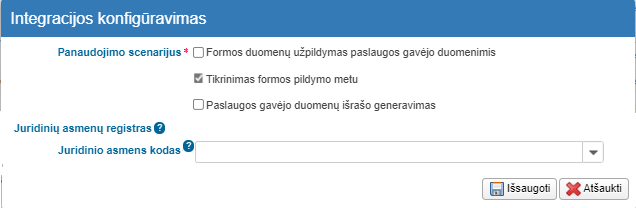 Integracijos konfigūravimas
Panaudojimo scenarijus * Formos duomenų užpildymas paslaugos gavėjo duomenimis
Tikrinimas formos pildymo metu
Paslaugos gavėjo duomenų išrašo generavimas
Juridinių asmenų registras ?
Juridinio asmens kodas ?
Išsaugoti Atšaukti